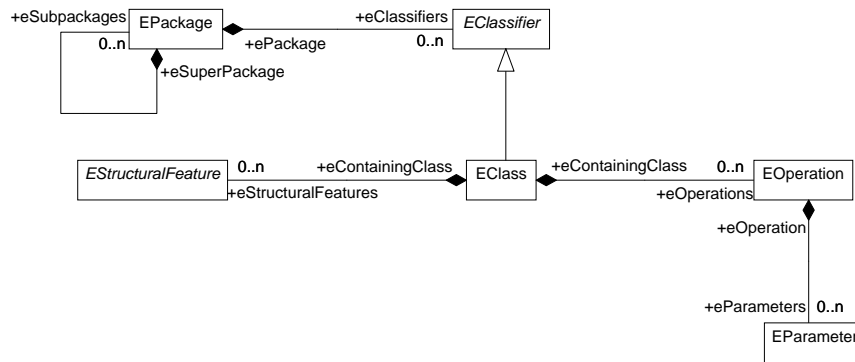 +eSubpackages
EPackage
0..n
+eClassifiers
EClassifier
+ePackage
0..n
+eSuperPackage
EStructuralFeature
0..n
+eContainingClass
+eStructuralFeatures
EClass
+eContainingClass
0..n
+eOperations
EOperation
+eOperation
+eParameters
0..n
EParameter